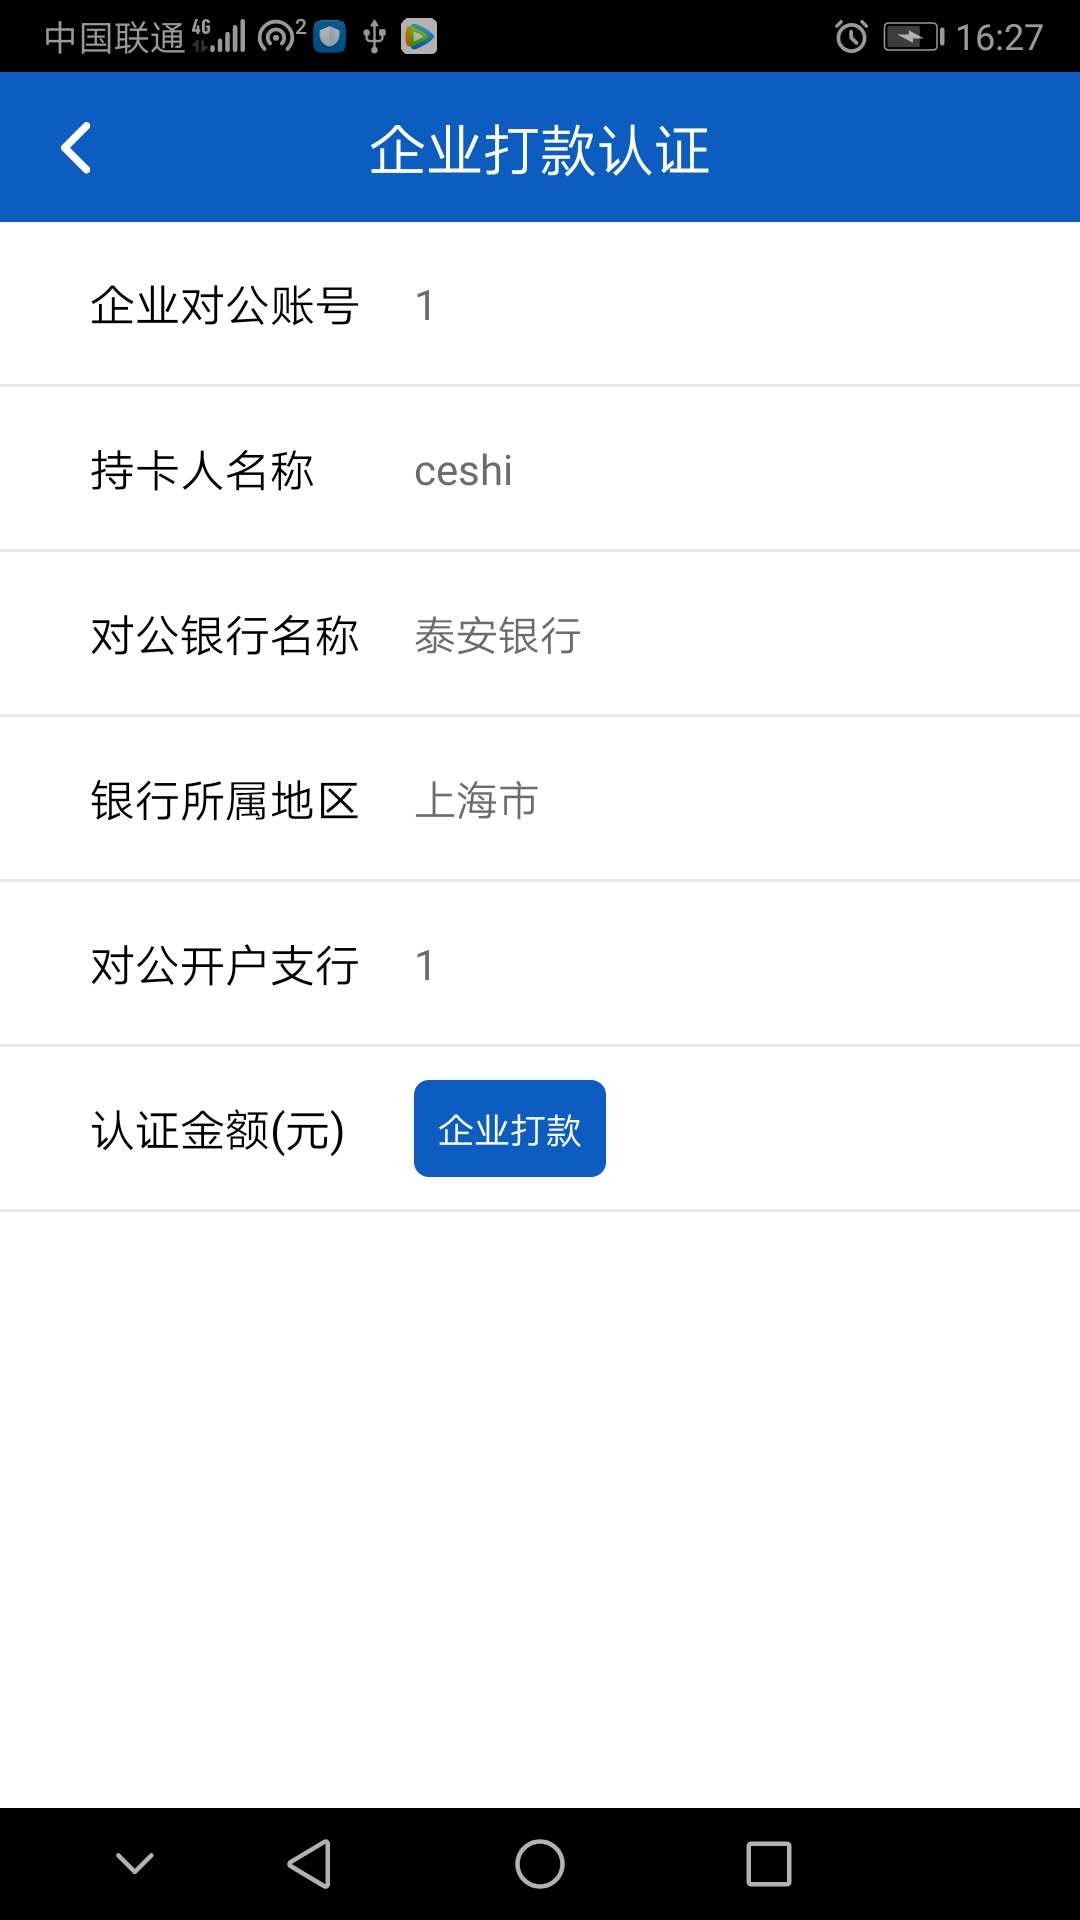 中国联通 4G 2 16:27
企业打款认证
企业对公账号 1
持卡人名称 ceshi
对公银行名称 泰安银行
银行所属地区 上海市
对公开户支行 1
认证金额(元) 企业打款